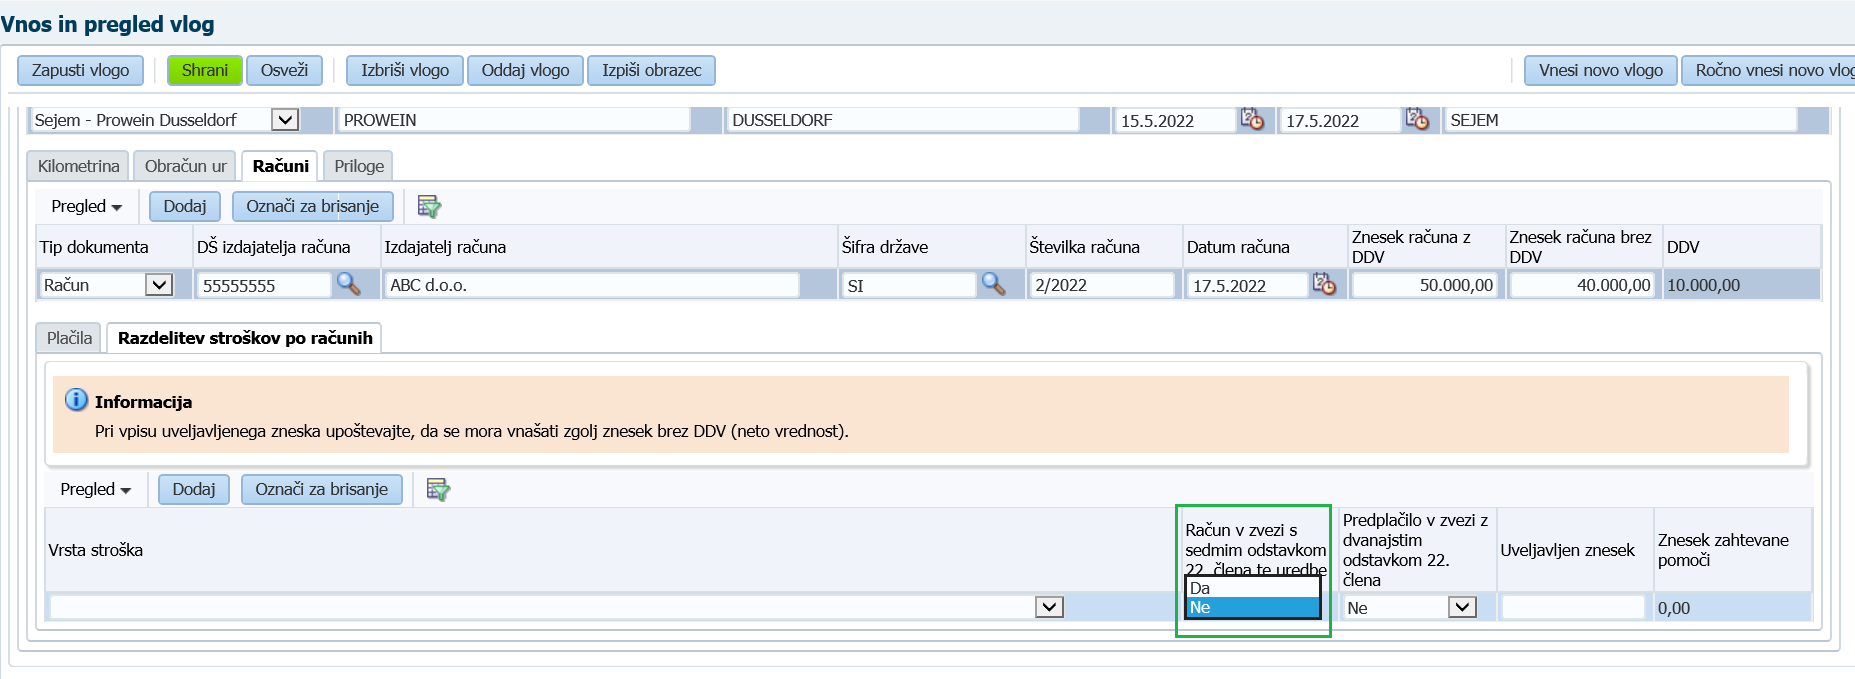 Vnos in pregled vlog
Zapusti vlogo Shrani Osveži Izbriši vlogo Oddaj vlogo Izpiši obrazec Vnesi novo vlogo Ročno vnesi novo vlog
Sejem - Prowein Dusseldorf PROWEIN DUSSELDORF 15.5.2022 17.5.2022 SEJEM
Kilometrina Obračun ur Računi Priloge
Pregled Dodaj Označi za brisanje
Tip dokumenta DŠ izdajatelja računa Izdajatelj računa Šifra države Številka računa Datum računa Znesek računa z DDV Znesek računa brez DDV DDV
Račun 55555555 ABC d.o.o. SI 2/2022 17.5.2022 50.000,00 40.000,00 10.000,00
Plačila Razdelitev stroškov po računih
Informacija
Pri vpisu uveljavljenega zneska upoštevajte, da se mora vnašati zgolj znesek brez DDV (neto vrednost).
Pregled Dodaj Označi za brisanje
Vrsta stroška
Račun v zvezi s
sedmim odstavkom
22. člena te uredbe
Predplačilo v zvezi z
dvanajstim
odstavkom 22.
člena
Uveljavljen znesek
Znesek zahtevane
pomoči
Da
Ne
Ne 0,00